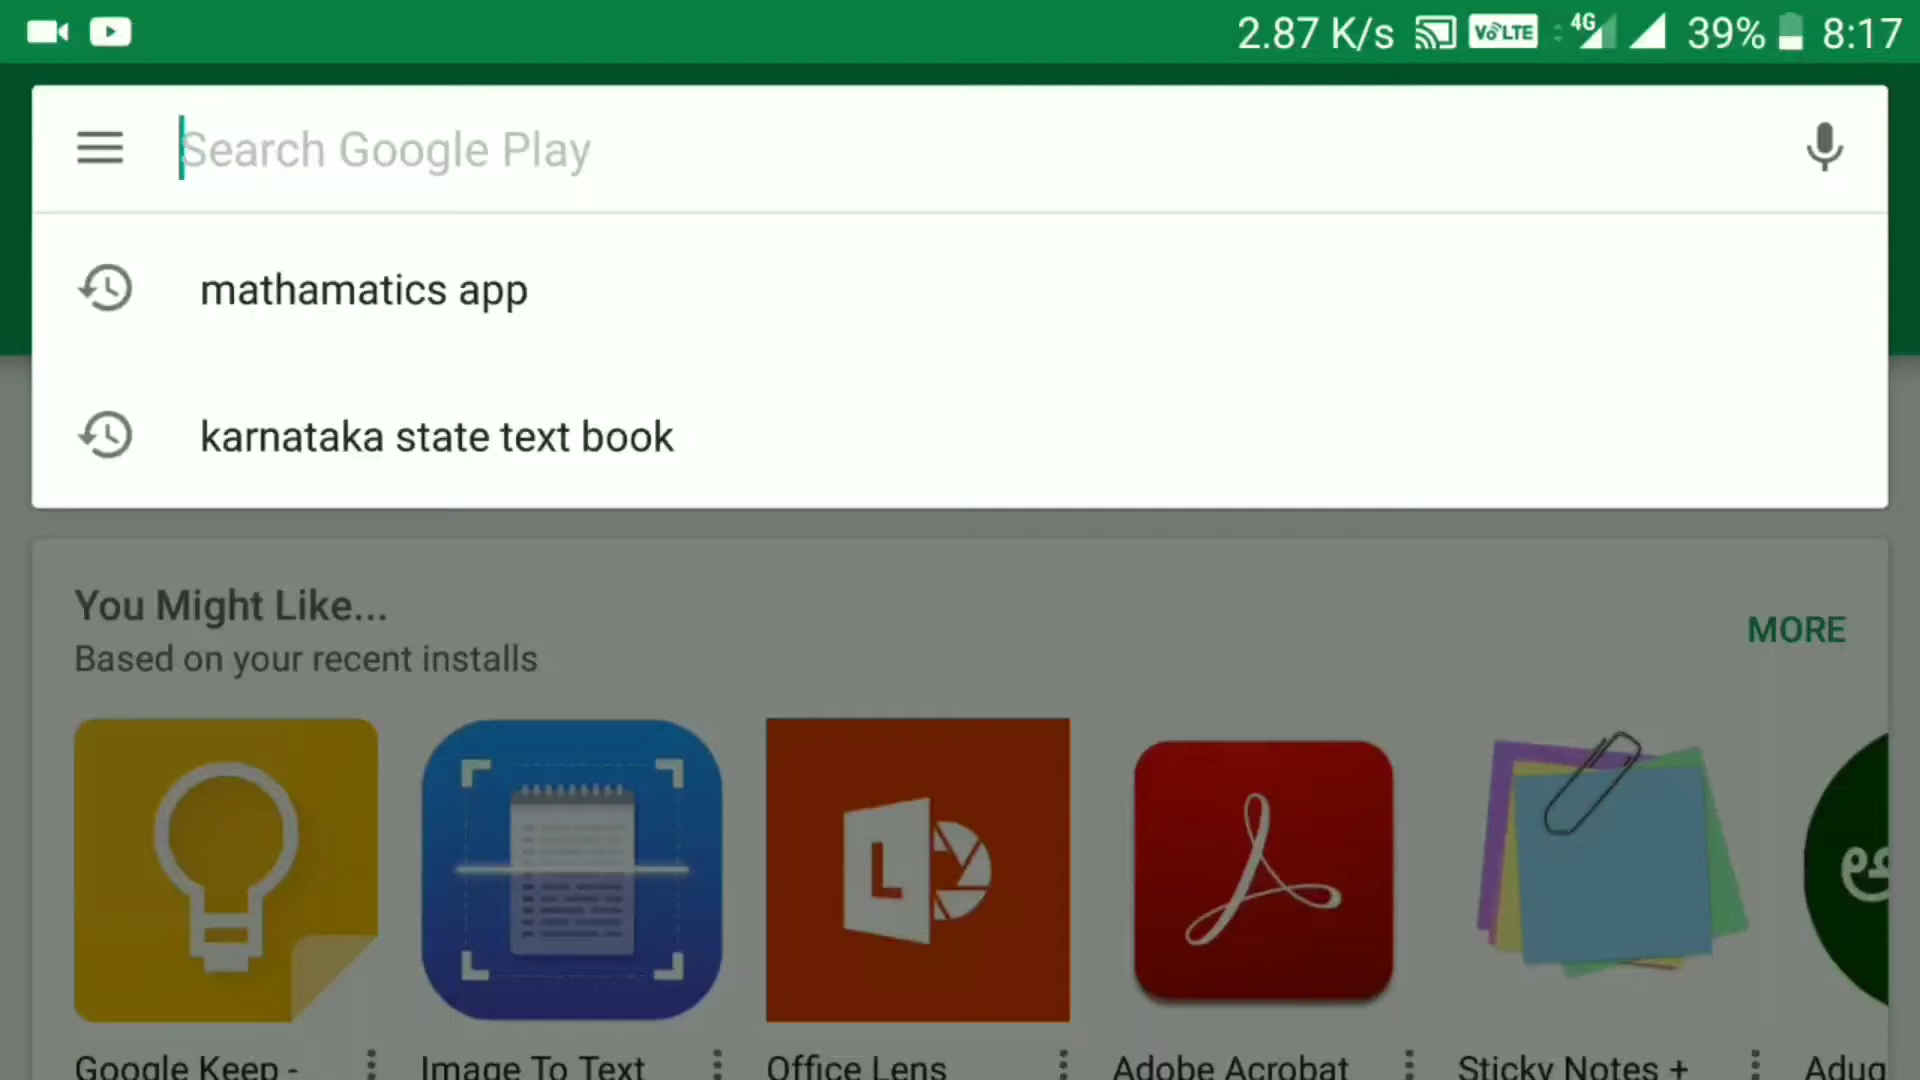 2.87 K/s VoLTE 4G 39% 8:17
Search Google Play
mathamatics app
karnataka state text book
You Might Like...
MORE
Based on your recent installs
L
Google Keep -
Image To Text
Office Lens
Adobe Acrobat
Sticky Notes +
Adug